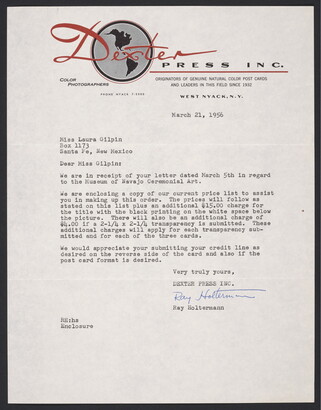 Dexter
PRESS INC.
COLOR
PHOTOGRAPHERS
ORIGINATORS OF GENUINE NATURAL COLOR POST CARDS
AND LEADERS IN THIS FIELD SINCE 1932
PHONE NYACK 7-
WEST NYACK, N.Y.
March 21, 1956
Miss Laura Gilpin
Box 1173
Santa Fe, New Mexico
Dear Miss Gilpin:
We are in receipt of your letter dated March 5th in regard
to the Museum of Navajo Ceremonial Art.
We are enclosing a copy of our current price list to assist
you in making up this order. The prices will follow as
stated on this list plus an additional $15.00 charge for
the title with the black printing on the white space below
the picture. There will also be an additional charge of
$4.00 if a 2-1/4 x 2-1/4 transparency is submitted. These
additional charges will apply for each transparency sub-
mitted and for each of the three cards.
We would appreciate your submitting your credit line as
desired on the reverse side of the card and also if the
post card format is desired.
Very truly yours,
DEXTER PRESS INC.
Ray Holtermann
Ray Holtermann
RH:hs
Enclosure